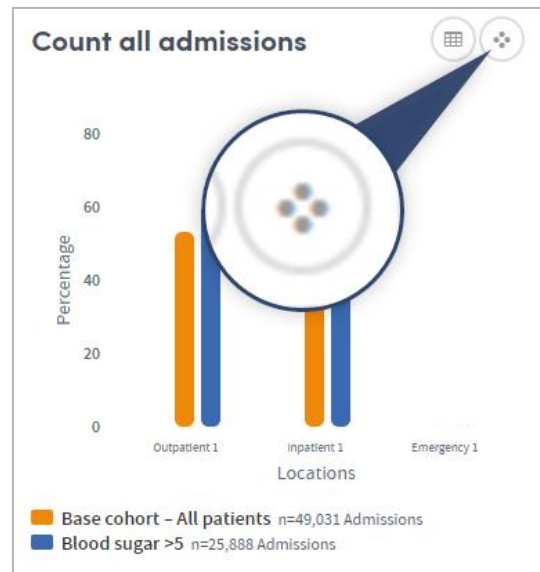 Count all admissions
80
60
40
20
0
Percentage
Outpatient 1 Inpatient 1 Emergency 1
Locations
Base cohort – All patients n=49,031 Admissions
Blood sugar >5 n=25,888 Admissions